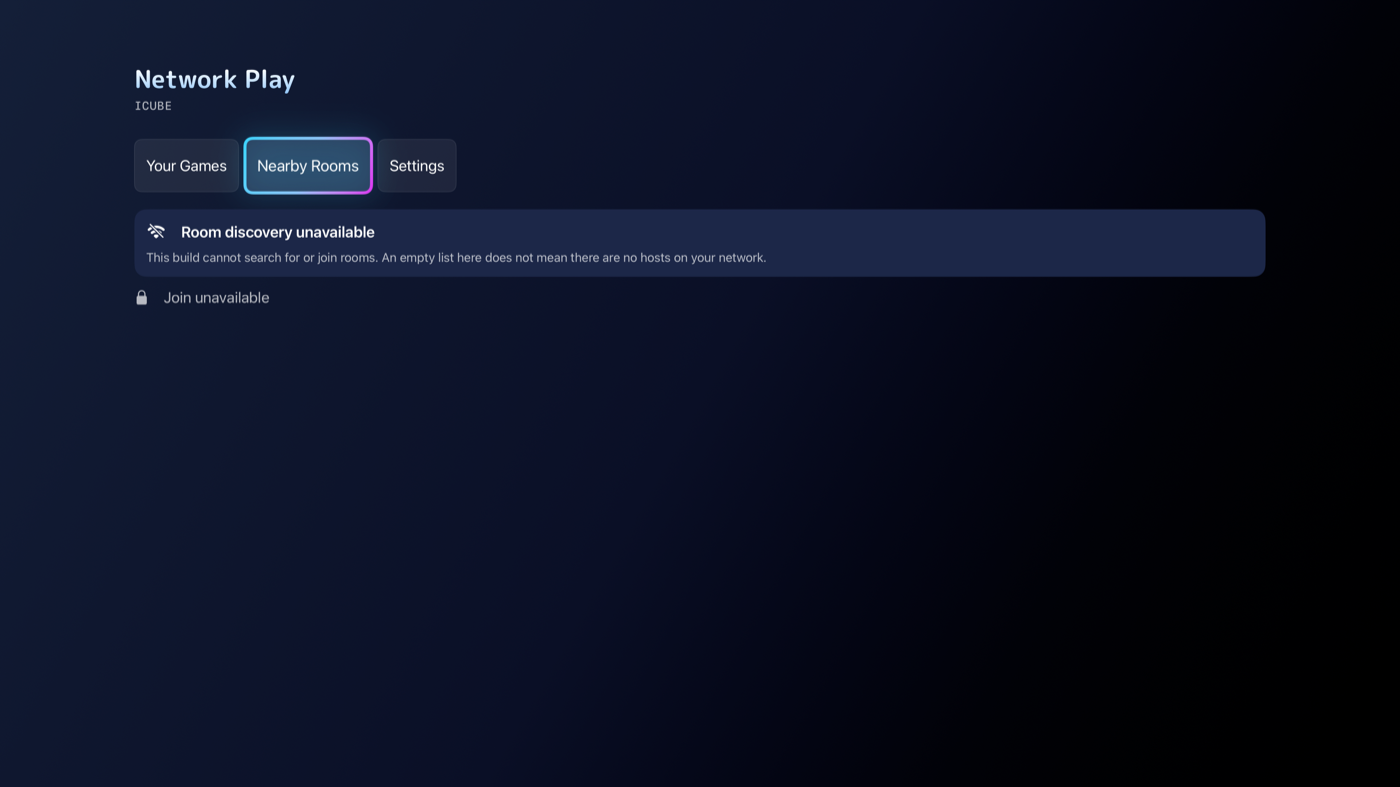 Network Play
ICUBE
Your Games
Nearby Rooms
Settings
Room discovery unavailable
This build cannot search for or join rooms. An empty list here does not mean there are no hosts on your network.
Join unavailable